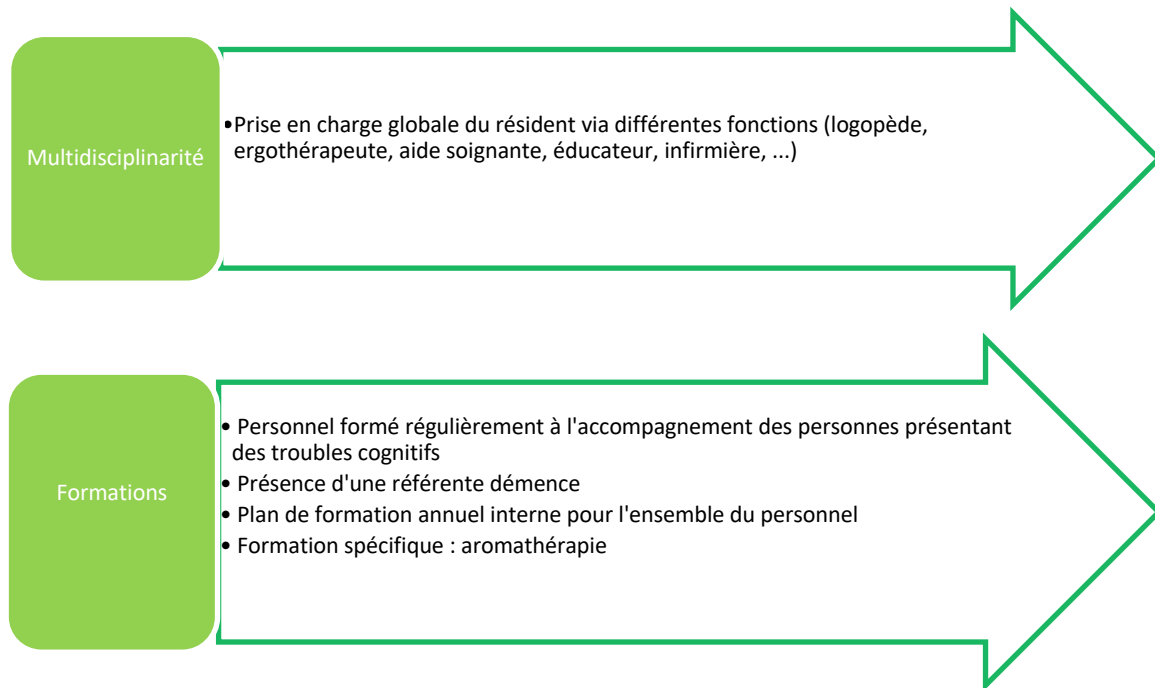 Multidisciplinarité
•Prise en charge globale du résident via différentes fonctions (logopède,
ergothérapeute, aide soignante, éducateur, infirmière, ...)
Formations
• Personnel formé régulièrement à l'accompagnement des personnes présentant
des troubles cognitifs
• Présence d'une référente démence
• Plan de formation annuel interne pour l'ensemble du personnel
• Formation spécifique : aromathérapie